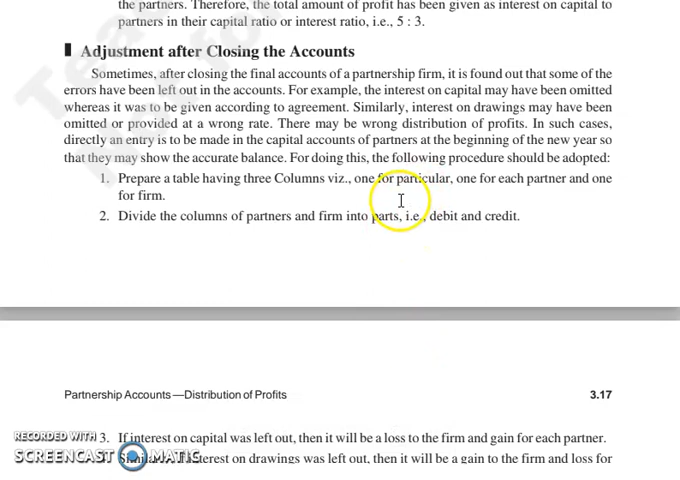 the partners. Therefore, the total amount of profit has been given as interest on capital to
partners in their capital ratio or interest ratio, i.e., 5 : 3.
Adjustment after Closing the Accounts
Sometimes, after closing the final accounts of a partnership firm, it is found out that some of the
errors have been left out in the accounts. For example, the interest on capital may have been omitted
whereas it was to be given according to agreement. Similarly, interest on drawings may have been
omitted or provided at a wrong rate. There may be wrong distribution of profits. In such cases,
directly an entry is to be made in the capital accounts of partners at the beginning of the new year so
that they may show the accurate balance. For doing this, the following procedure should be adopted:
1. Prepare a table having three Columns viz., one for particular, one for each partner and one
for firm.
2. Divide the columns of partners and firm into parts, i.e., debit and credit.
Partnership Accounts—Distribution of Profits 3.17
3. If interest on capital was left out, then it will be a loss to the firm and gain for each partner.
interest on drawings was left out, then it will be a gain to the firm and loss for
RECORDED WITH
SCREENCAST MATIC